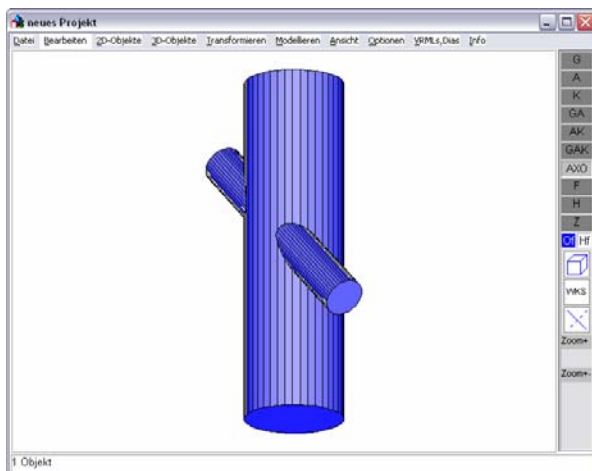 neues Projekt
Datei Bearbeiten 2D-Objekte 3D-Objekte Transformieren Modellieren Ansicht Optionen VRMLs,Dias Info
G
A
K
GA
AK
GAK
AXO
F
H
Z
Of Hf
WKS
Zoom+
Zoom+-
1 Objekt